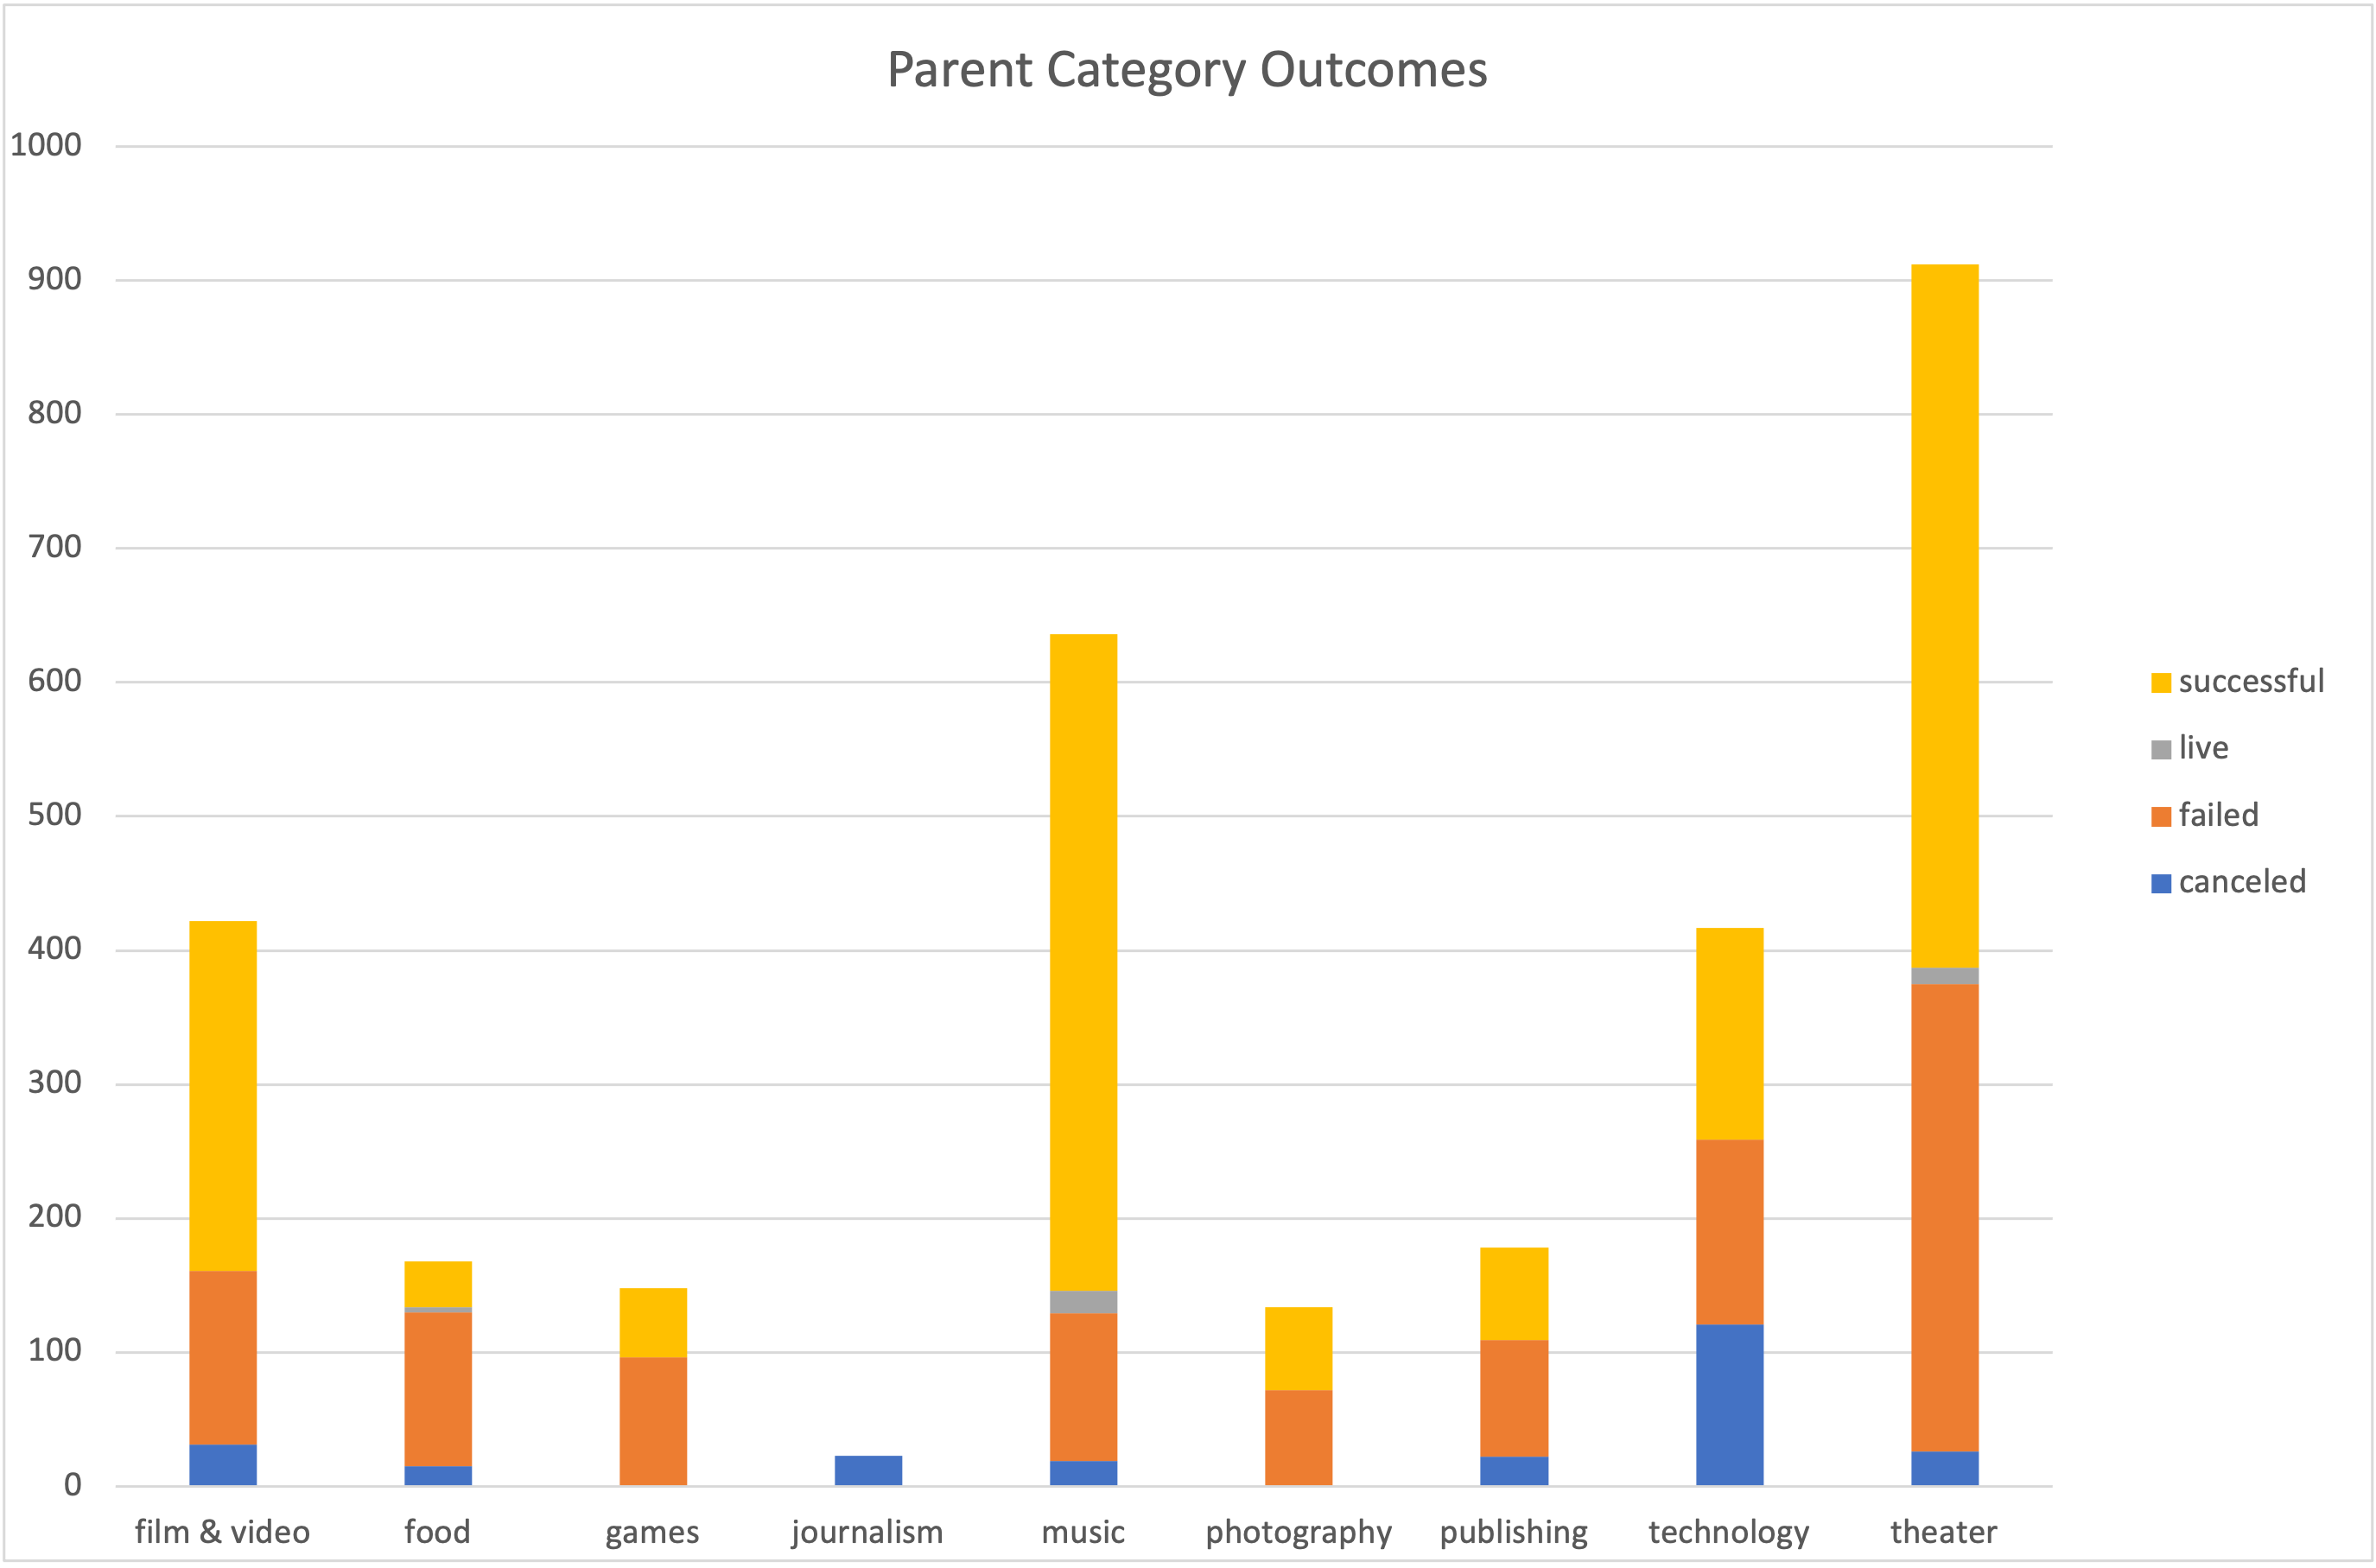 Parent Category Outcomes
1000
900
800
700
600
500
400
300
200
100
0
film & video food games journalism music photography publishing technology theater
successful
live
failed
canceled